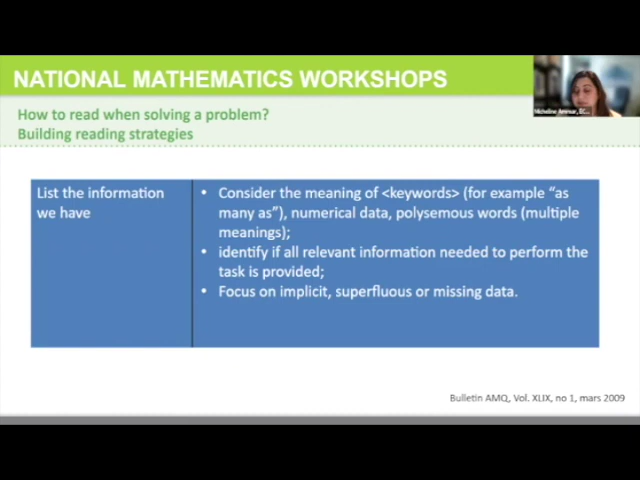 NATIONAL MATHEMATICS WORKSHOPS
How to read when solving a problem?
Building reading strategies
List the information
we have
• Consider the meaning of <keywords> (for example “as
many as”), numerical data, polysemous words (multiple
meanings);
• identify if all relevant information needed to perform the
task is provided;
• Focus on implicit, superfluous or missing data.
Bulletin AMQ, Vol. XLIX, no 1, mars 2009
Micheline Ammar,